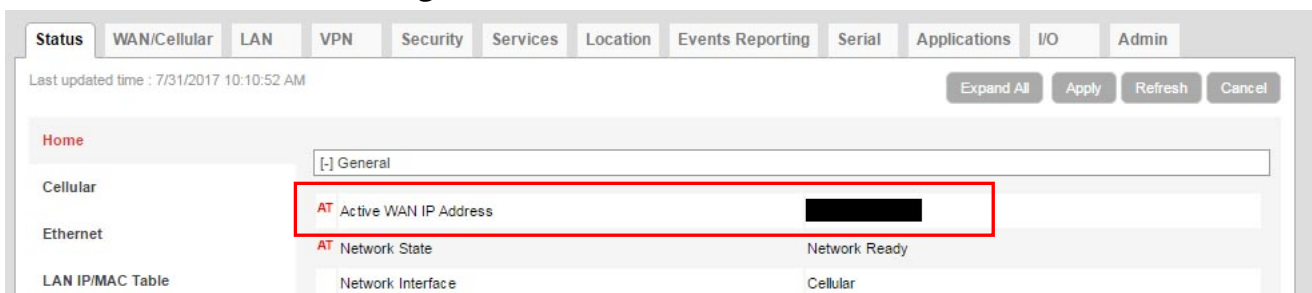 Status WAN/Cellular LAN VPN Security Services Location Events Reporting Serial Applications I/O Admin
Last updated time : 7/31/2017 10:10:52 AM
Expand All Apply Refresh Cancel
Home
[-] General
Cellular
AT Active WAN IP Address
Ethernet
AT Network State Network Ready
LAN IP/MAC Table
Network Interface Cellular